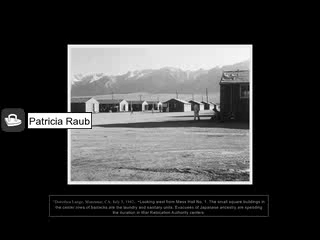 Patricia Raub
"Dorothea Lange, Manzanar, CA, July 3, 1942. "Looking west from Mess Hall No. 1. The small square buildings in
the center lines of barracks are the laundry and sanitary units. Evacuees of Japanese ancestry are spending
the duration in War Relocation Authority centers.